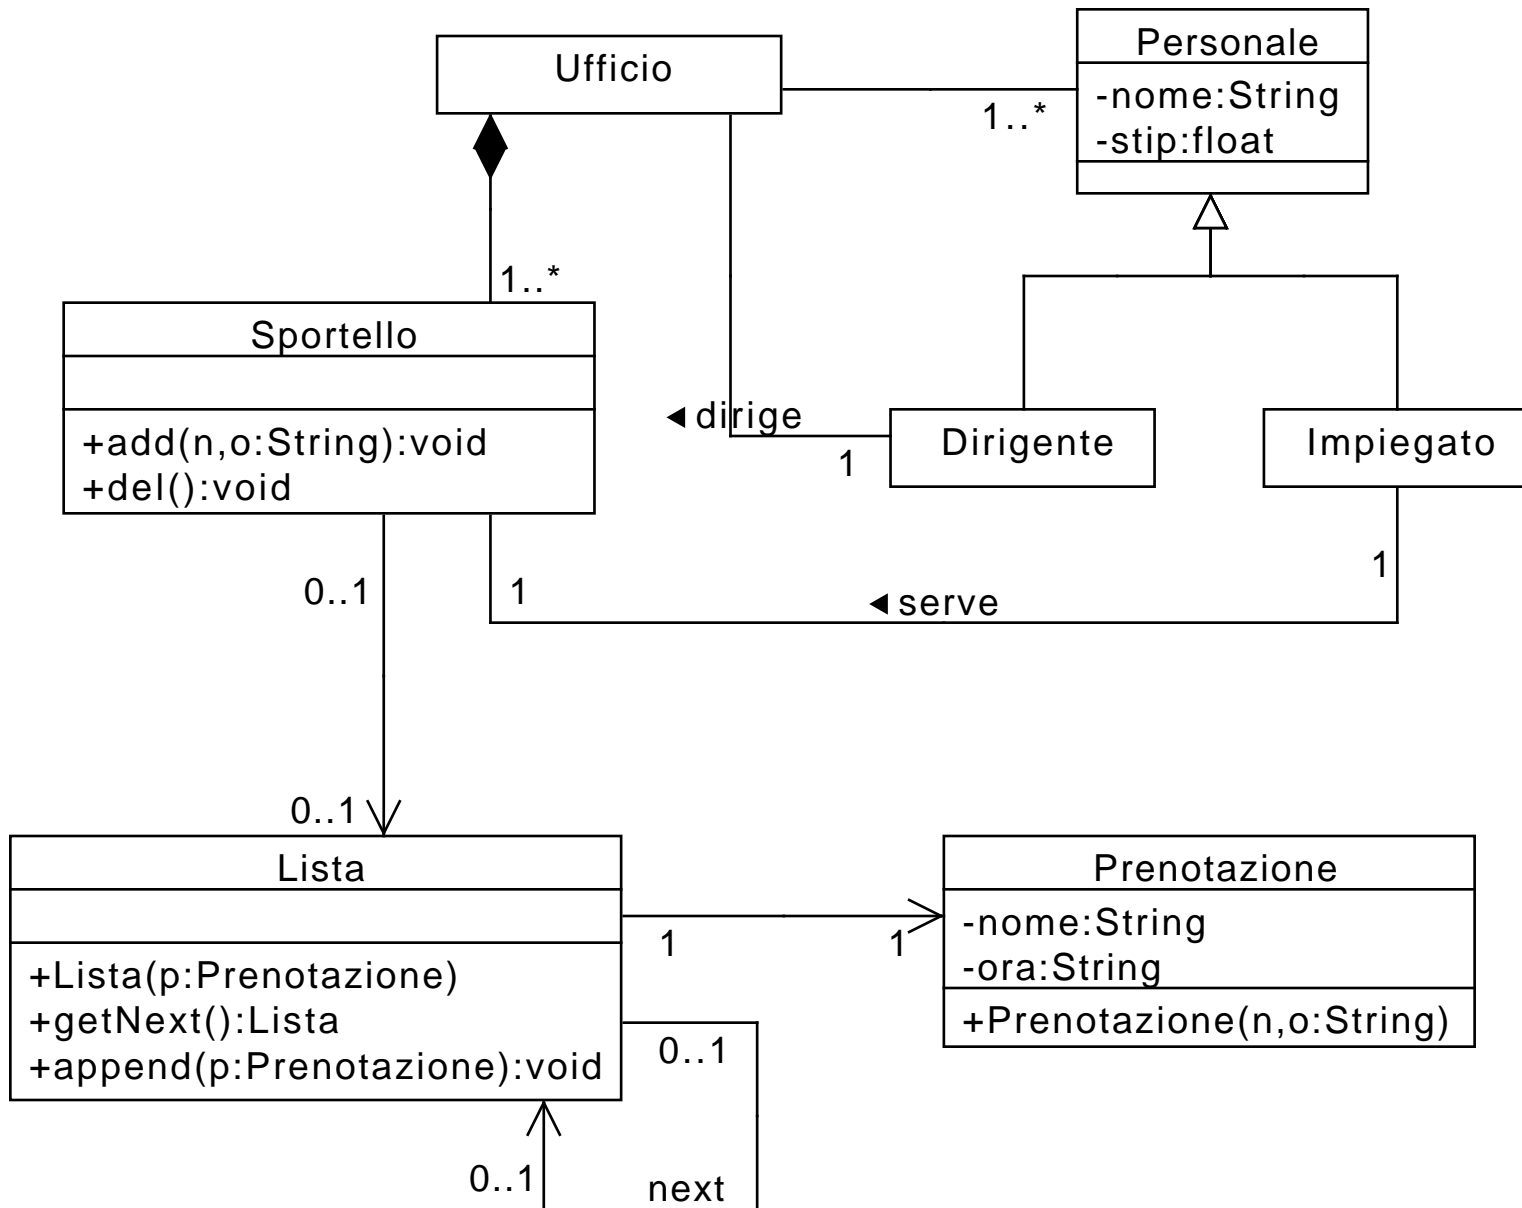 Ufficio
Personale
-nome:String
-stip:float
1..*
1..*
Sportello
+add(n,o:String):void
+del():void
dirige
1
Dirigente
Impiegato
0..1
1
serve
1
0..1
Lista
+Lista(p:Prenotazione)
+getNext():Lista
+append(p:Prenotazione):void
1
1
Prenotazione
-nome:String
-ora:String
+Prenotazione(n,o:String)
0..1
0..1
next